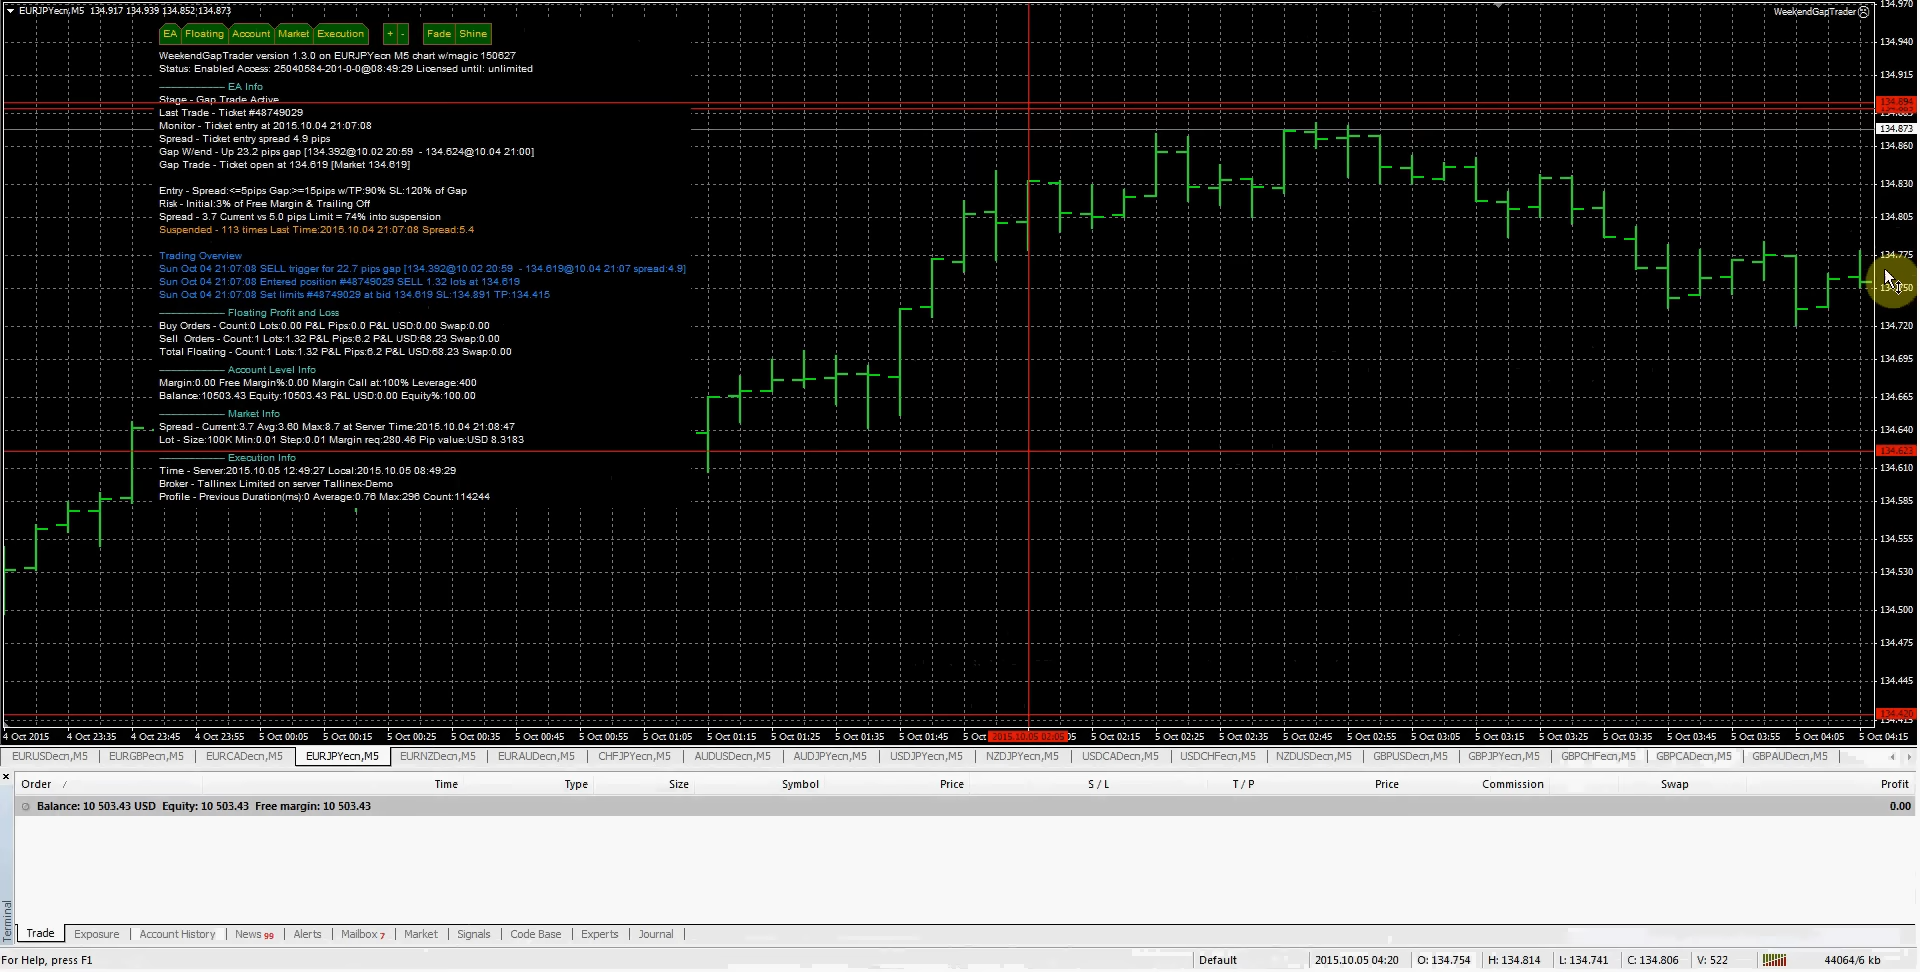 EURJPYecn,M5 134.917 134.939 134.852 134.873
WeekendGapTrader
EA Floating Account Market Execution + - Fade Shine
WeekendGapTrader version 1.3.0 on EURJPYecn M5 chart w/magic 150627
Status: Enabled Access: 25040584-201-0-0@08:49:29 Licensed until: unlimited
EA Info
Stage - Gap Trade Active
Last Trade - Ticket #48749029
Monitor - Ticket entry at 2015.10.04 21:07:08
Spread - Ticket entry spread 4.9 pips
Gap W/end - Up 23.2 pips gap [134.392@10.02 20:59 - 134.624@10.04 21:00]
Gap Trade - Ticket open at 134.619 [Market 134.619]
Entry - Spread:<=5pips Gap:>=15pips w/TP:90% SL:120% of Gap
Risk - Initial:3% of Free Margin & Trailing Off
Spread - 3.7 Current vs 5.0 pips Limit = 74% into suspension
Suspended - 113 times Last Time:2015.10.04 21:07:08 Spread:5.4
Trading Overview
Sun Oct 04 21:07:08 SELL trigger for 22.7 pips gap [134.392@10.02 20:59 - 134.619@10.04 21:07 spread:4.9]
Sun Oct 04 21:07:08 Entered position #48749029 SELL 1.32 lots at 134.619
Sun Oct 04 21:07:08 Set limits #48749029 at bid 134.619 SL:134.891 TP:134.415
Floating Profit and Loss
Buy Orders - Count:0 Lots:0.00 P&L Pips:0.0 P&L USD:0.00 Swap:0.00
Sell Orders - Count:1 Lots:1.32 P&L Pips:6.2 P&L USD:68.23 Swap:0.00
Total Floating - Count:1 Lots:1.32 P&L Pips:6.2 P&L USD:68.23 Swap:0.00
Account Level Info
Margin:0.00 Free Margin%:0.00 Margin Call at:100% Leverage:400
Balance:10503.43 Equity:10503.43 P&L USD:0.00 Equity%:100.00
Market Info
Spread - Current:3.7 Avg:3.60 Max:8.7 at Server Time:2015.10.04 21:08:47
Lot - Size:100K Min:0.01 Step:0.01 Margin req:280.46 Pip value:USD 8.3183
Execution Info
Time - Server:2015.10.05 12:49:27 Local:2015.10.05 08:49:29
Broker - Tallinex Limited on server Tallinex-Demo
Profile - Previous Duration(ms):0 Average:0.76 Max:296 Count:114244
134.970
134.940
134.915
134.894
134.873
134.860
134.830
134.805
134.775
134.720
134.695
134.665
134.640
134.623
134.610
134.585
134.555
134.530
134.500
134.475
134.445
134.420
4 Oct 2015 4 Oct 23:35 4 Oct 23:45 4 Oct 23:55 5 Oct 00:05 5 Oct 00:15 5 Oct 00:25 5 Oct 00:35 5 Oct 00:45 5 Oct 00:55 5 Oct 01:05 5 Oct 01:15 5 Oct 01:25 5 Oct 01:35 5 Oct 01:45 5 Oct 2015.10.05 02:05 5 Oct 02:15 5 Oct 02:25 5 Oct 02:35 5 Oct 02:45 5 Oct 02:55 5 Oct 03:05 5 Oct 03:15 5 Oct 03:25 5 Oct 03:35 5 Oct 03:45 5 Oct 03:55 5 Oct 04:05 5 Oct 04:15
EURUSDecn,M5 EURGBPecn,M5 EURCADecn,M5 EURJPYecn,M5 EURNZDecn,M5 EURAUDecn,M5 CHFJPYecn,M5 AUDUSDecn,M5 AUDJPYecn,M5 USDJPYecn,M5 NZDJPYecn,M5 USDCADecn,M5 USDCHFecn,M5 NZDUSDecn,M5 GBPUSDecn,M5 GBPJPYecn,M5 GBPCHFecn,M5 GBPCADecn,M5 GBPAUDecn,M5
Order / Time Type Size Symbol Price S / L T / P Price Commission Swap Profit
Balance: 10 503.43 USD Equity: 10 503.43 Free margin: 10 503.43 0.00
Terminal
Trade Exposure Account History News 99 Alerts Mailbox 7 Market Signals Code Base Experts Journal
For Help, press F1 Default 2015.10.05 04:20 O: 134.754 H: 134.814 L: 134.741 C: 134.806 V: 522 44064/6 kb